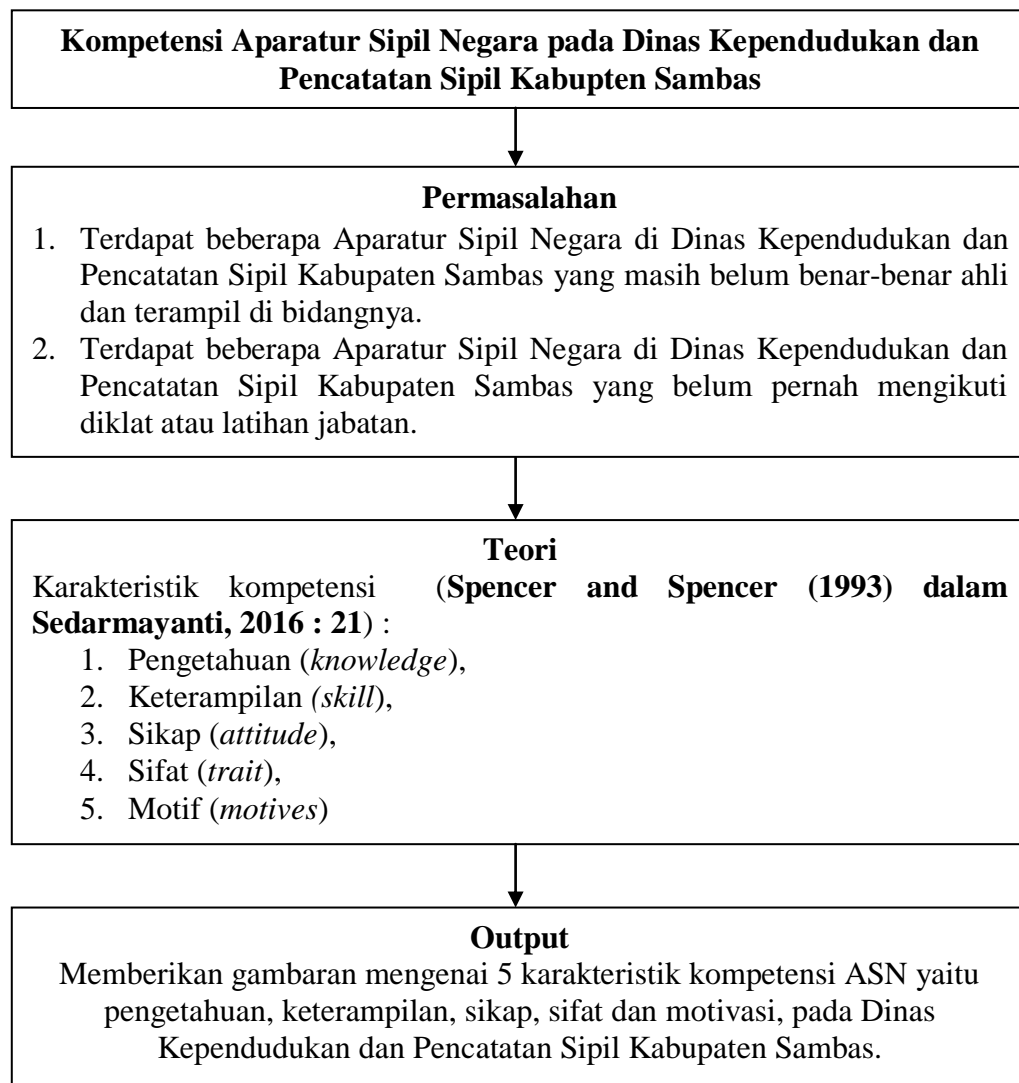 Kompetensi Aparatur Sipil Negara pada Dinas Kependudukan dan
Pencatatan Sipil Kabupten Sambas
Permasalahan
1. Terdapat beberapa Aparatur Sipil Negara di Dinas Kependudukan dan
Pencatatan Sipil Kabupaten Sambas yang masih belum benar-benar ahli
dan terampil di bidangnya.
2. Terdapat beberapa Aparatur Sipil Negara di Dinas Kependudukan dan
Pencatatan Sipil Kabupaten Sambas yang belum pernah mengikuti
diklat atau latihan jabatan.
Teori
Karakteristik kompetensi (Spencer and Spencer (1993) dalam
Sedarmayanti, 2016 : 21) :
1. Pengetahuan (knowledge),
2. Keterampilan (skill),
3. Sikap (attitude),
4. Sifat (trait),
5. Motif (motives)
Output
Memberikan gambaran mengenai 5 karakteristik kompetensi ASN yaitu
pengetahuan, keterampilan, sikap, sifat dan motivasi, pada Dinas
Kependudukan dan Pencatatan Sipil Kabupaten Sambas.